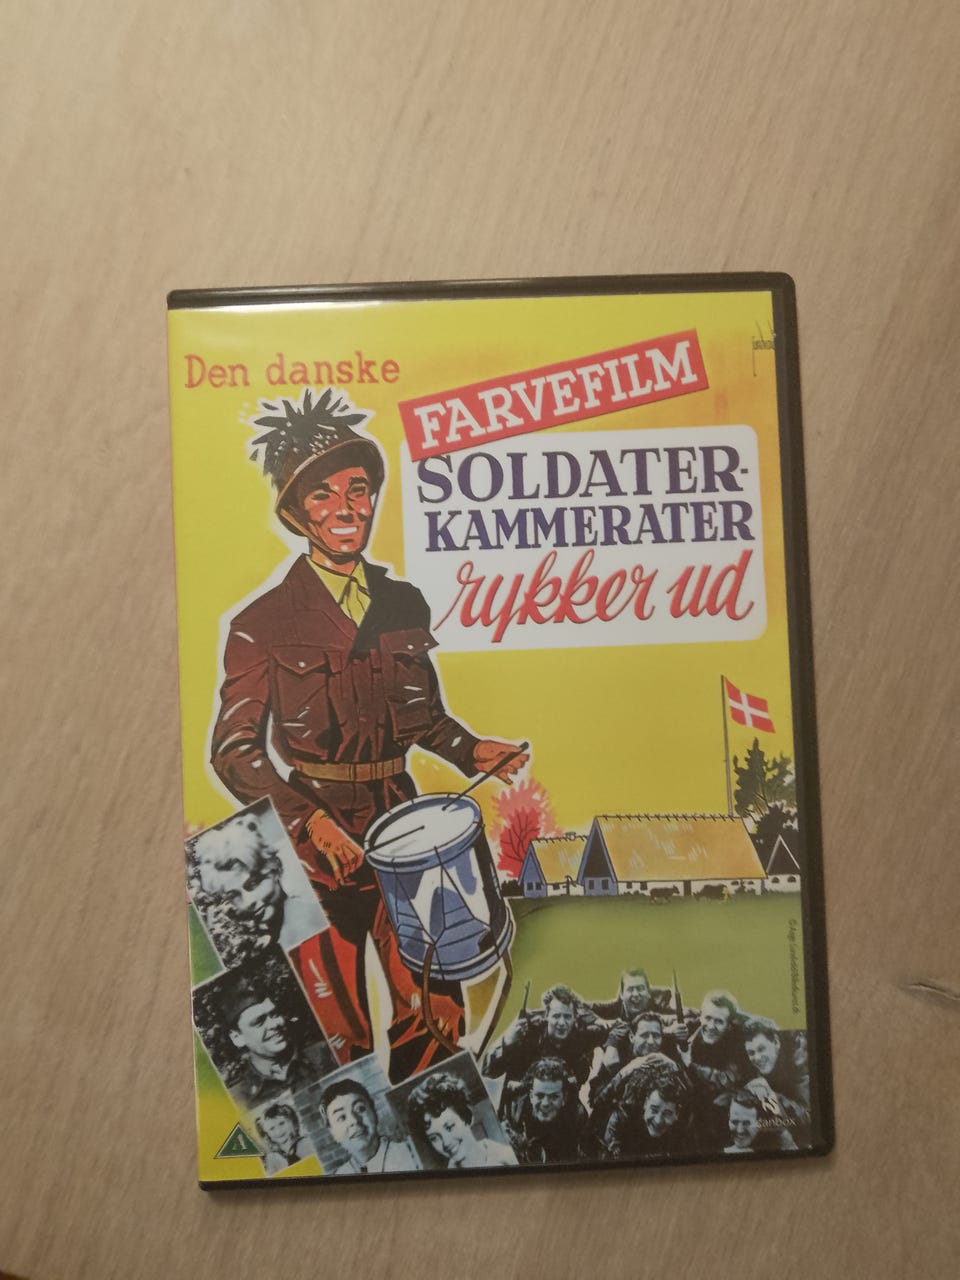 Den danske
FARVEFILM
SOLDATER-
KAMMERATER
rykker ud
A